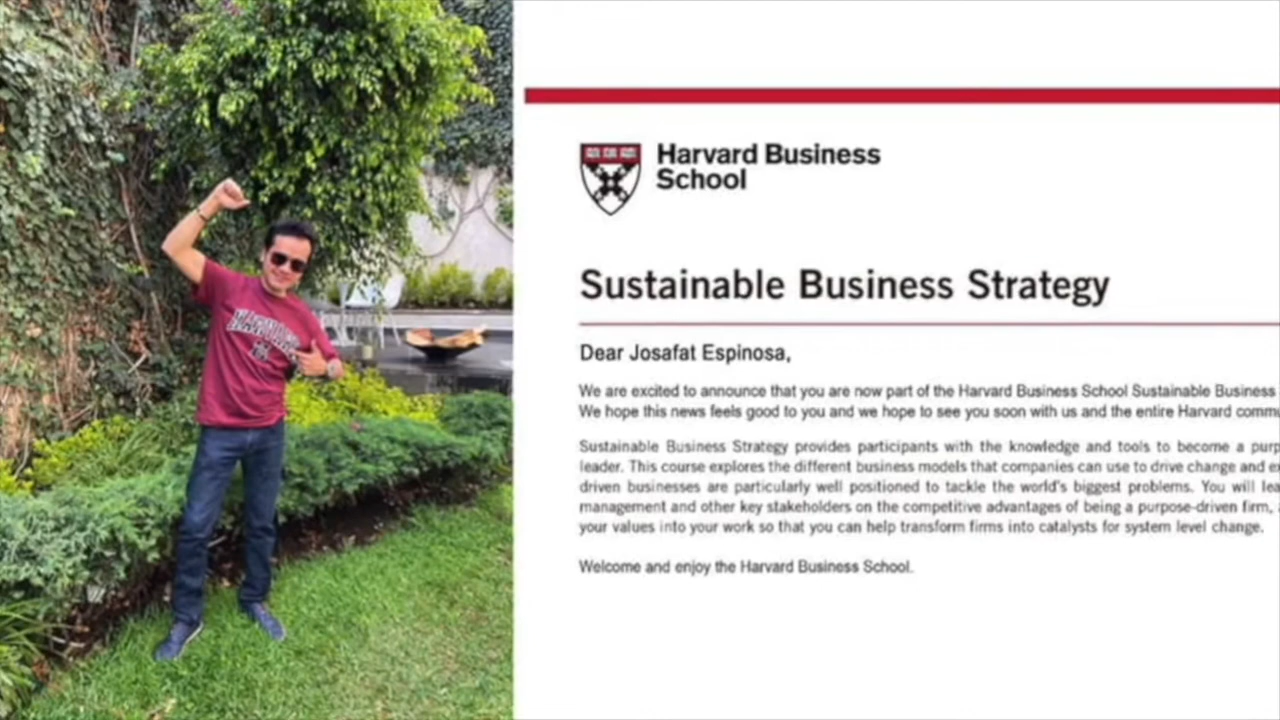 HARVARD
Harvard Business
School
Sustainable Business Strategy
Dear Josafat Espinosa,
We are excited to announce that you are now part of the Harvard Business School Sustainable Business
We hope this news feels good to you and we hope to see you soon with us and the entire Harvard comm
Sustainable Business Strategy provides participants with the knowledge and tools to become a purp
leader. This course explores the different business models that companies can use to drive change and e
driven businesses are particularly well positioned to tackle the world's biggest problems. You will lea
management and other key stakeholders on the competitive advantages of being a purpose-driven firm,
your values into your work so that you can help transform firms into catalysts for system level change.
Welcome and enjoy the Harvard Business School.